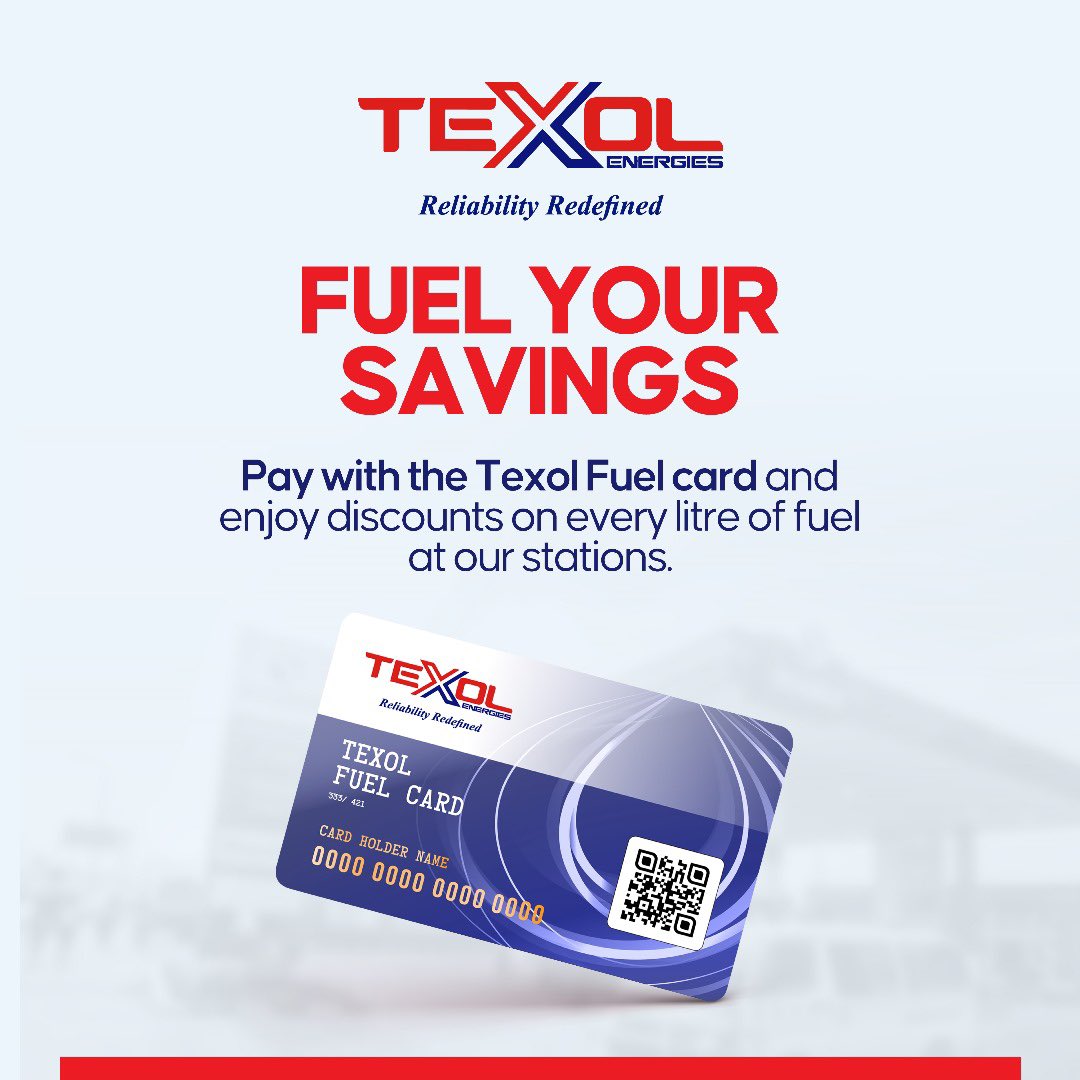 TEXOL
ENERGIES
Reliability Redefined
FUEL YOUR
SAVINGS
Pay with the Texol Fuel card and
enjoy discounts on every litre of fuel
at our stations.
TEXOL
ENERGIES
Reliability Redefined
TEXOL
FUEL CARD
333/ 421
CARD HOLDER NAME
0000 0000 0000 0000